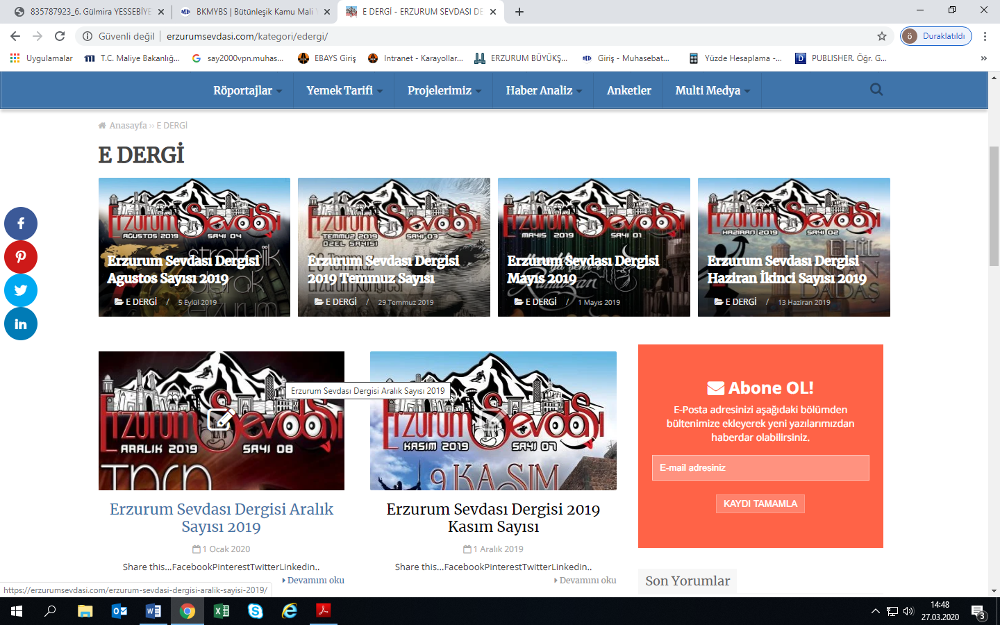 835787923_6. Gülmira YESSEBİYE
BKMYBS | Bütünleşik Kamu Mali Y
E DERGİ - ERZURUM SEVDASI DE
Güvenli değil
erzurumsevdasi.com/kategori/edergi/
ö
Duraklatıldı
Uygulamalar
T.C. Maliye Bakanlığ...
say2000vpn.muhas...
EBAYS Giriş
Intranet - Karayollar...
ERZURUM BÜYÜKŞ...
Giriş - Muhasebat...
Yüzde Hesaplama -...
PUBLISHER. Öğr. G...
Röportajlar
Yemek Tarifi
Projelerimiz
Haber Analiz
Anketler
Multi Medya
Anasayfa ›› E DERGİ
E DERGİ
Erzurum Sevdası
AĞUSTOS 2019 SAYI 04
Erzurum Sevdası Dergisi
Agustos Sayısı 2019
E DERGİ / 5 Eylül 2019
Erzurum Sevdası
TEMMUZ 2019 SAYI 03
ÖZEL SAYISI
Erzurum Sevdası Dergisi
2019 Temmuz Sayısı
E DERGİ / 29 Temmuz 2019
Erzurum Sevdası
MAYIS 2019 SAYI 01
Erzurum Sevdası Dergisi
Mayıs 2019
E DERGİ / 1 Mayıs 2019
Erzurum Sevdası
HAZİRAN 2019 SAYI 02
Erzurum Sevdası Dergisi
Haziran İkinci Sayısı 2019
E DERGİ / 13 Haziran 2019
Erzurum Sevdası
ARALIK 2019 SAYI 08
Erzurum Sevdası Dergisi Aralık Sayısı 2019
Erzurum Sevdası
KASIM 2019 SAYI 07
9 KASIM
Erzurum Sevdası Dergisi Aralık
Sayısı 2019
1 Ocak 2020
Share this...FacebookPinterestTwitterLinkedin..
Devamını oku
Erzurum Sevdası Dergisi 2019
Kasım Sayısı
1 Aralık 2019
Share this...FacebookPinterestTwitterLinkedin..
Devamını oku
Abone OL!
E-Posta adresinizi aşağıdaki bölümden
bültenimize ekleyerek yeni yazılarımızdan
haberdar olabilirsiniz.
E-mail adresiniz
KAYDI TAMAMLA
Son Yorumlar
https://erzurumsevdasi.com/erzurum-sevdasi-dergisi-aralik-sayisi-2019/
14:48
27.03.2020
3